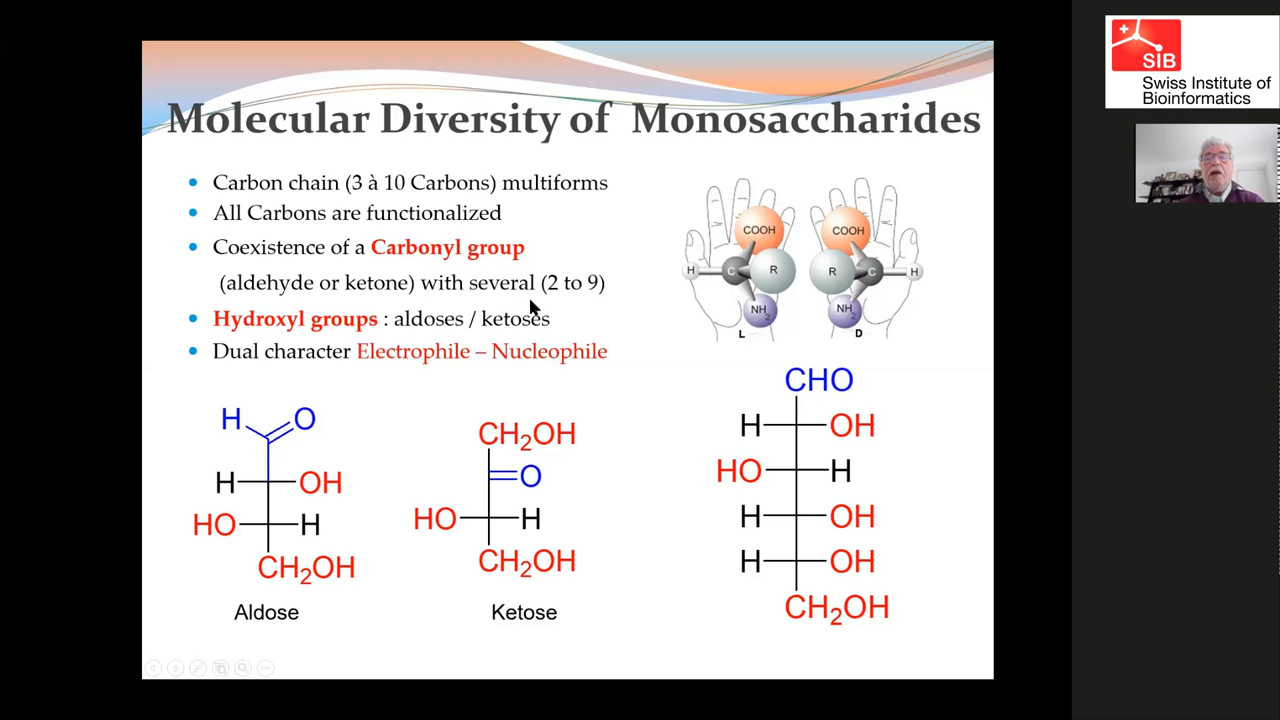 Molecular Diversity of Monosaccharides
• Carbon chain (3 à 10 Carbons) multiforms
• All Carbons are functionalized
• Coexistence of a Carbonyl group
(aldehyde or ketone) with several (2 to 9)
• Hydroxyl groups : aldoses / ketoses
• Dual character Electrophile – Nucleophile
COOH
H C R
NH2
L
COOH
R C H
NH2
D
H O
H OH
HO H
CH2OH
Aldose
CH2OH
O
HO H
CH2OH
Ketose
CHO
H OH
HO H
H OH
H OH
CH2OH
SIB
Swiss Institute of
Bioinformatics